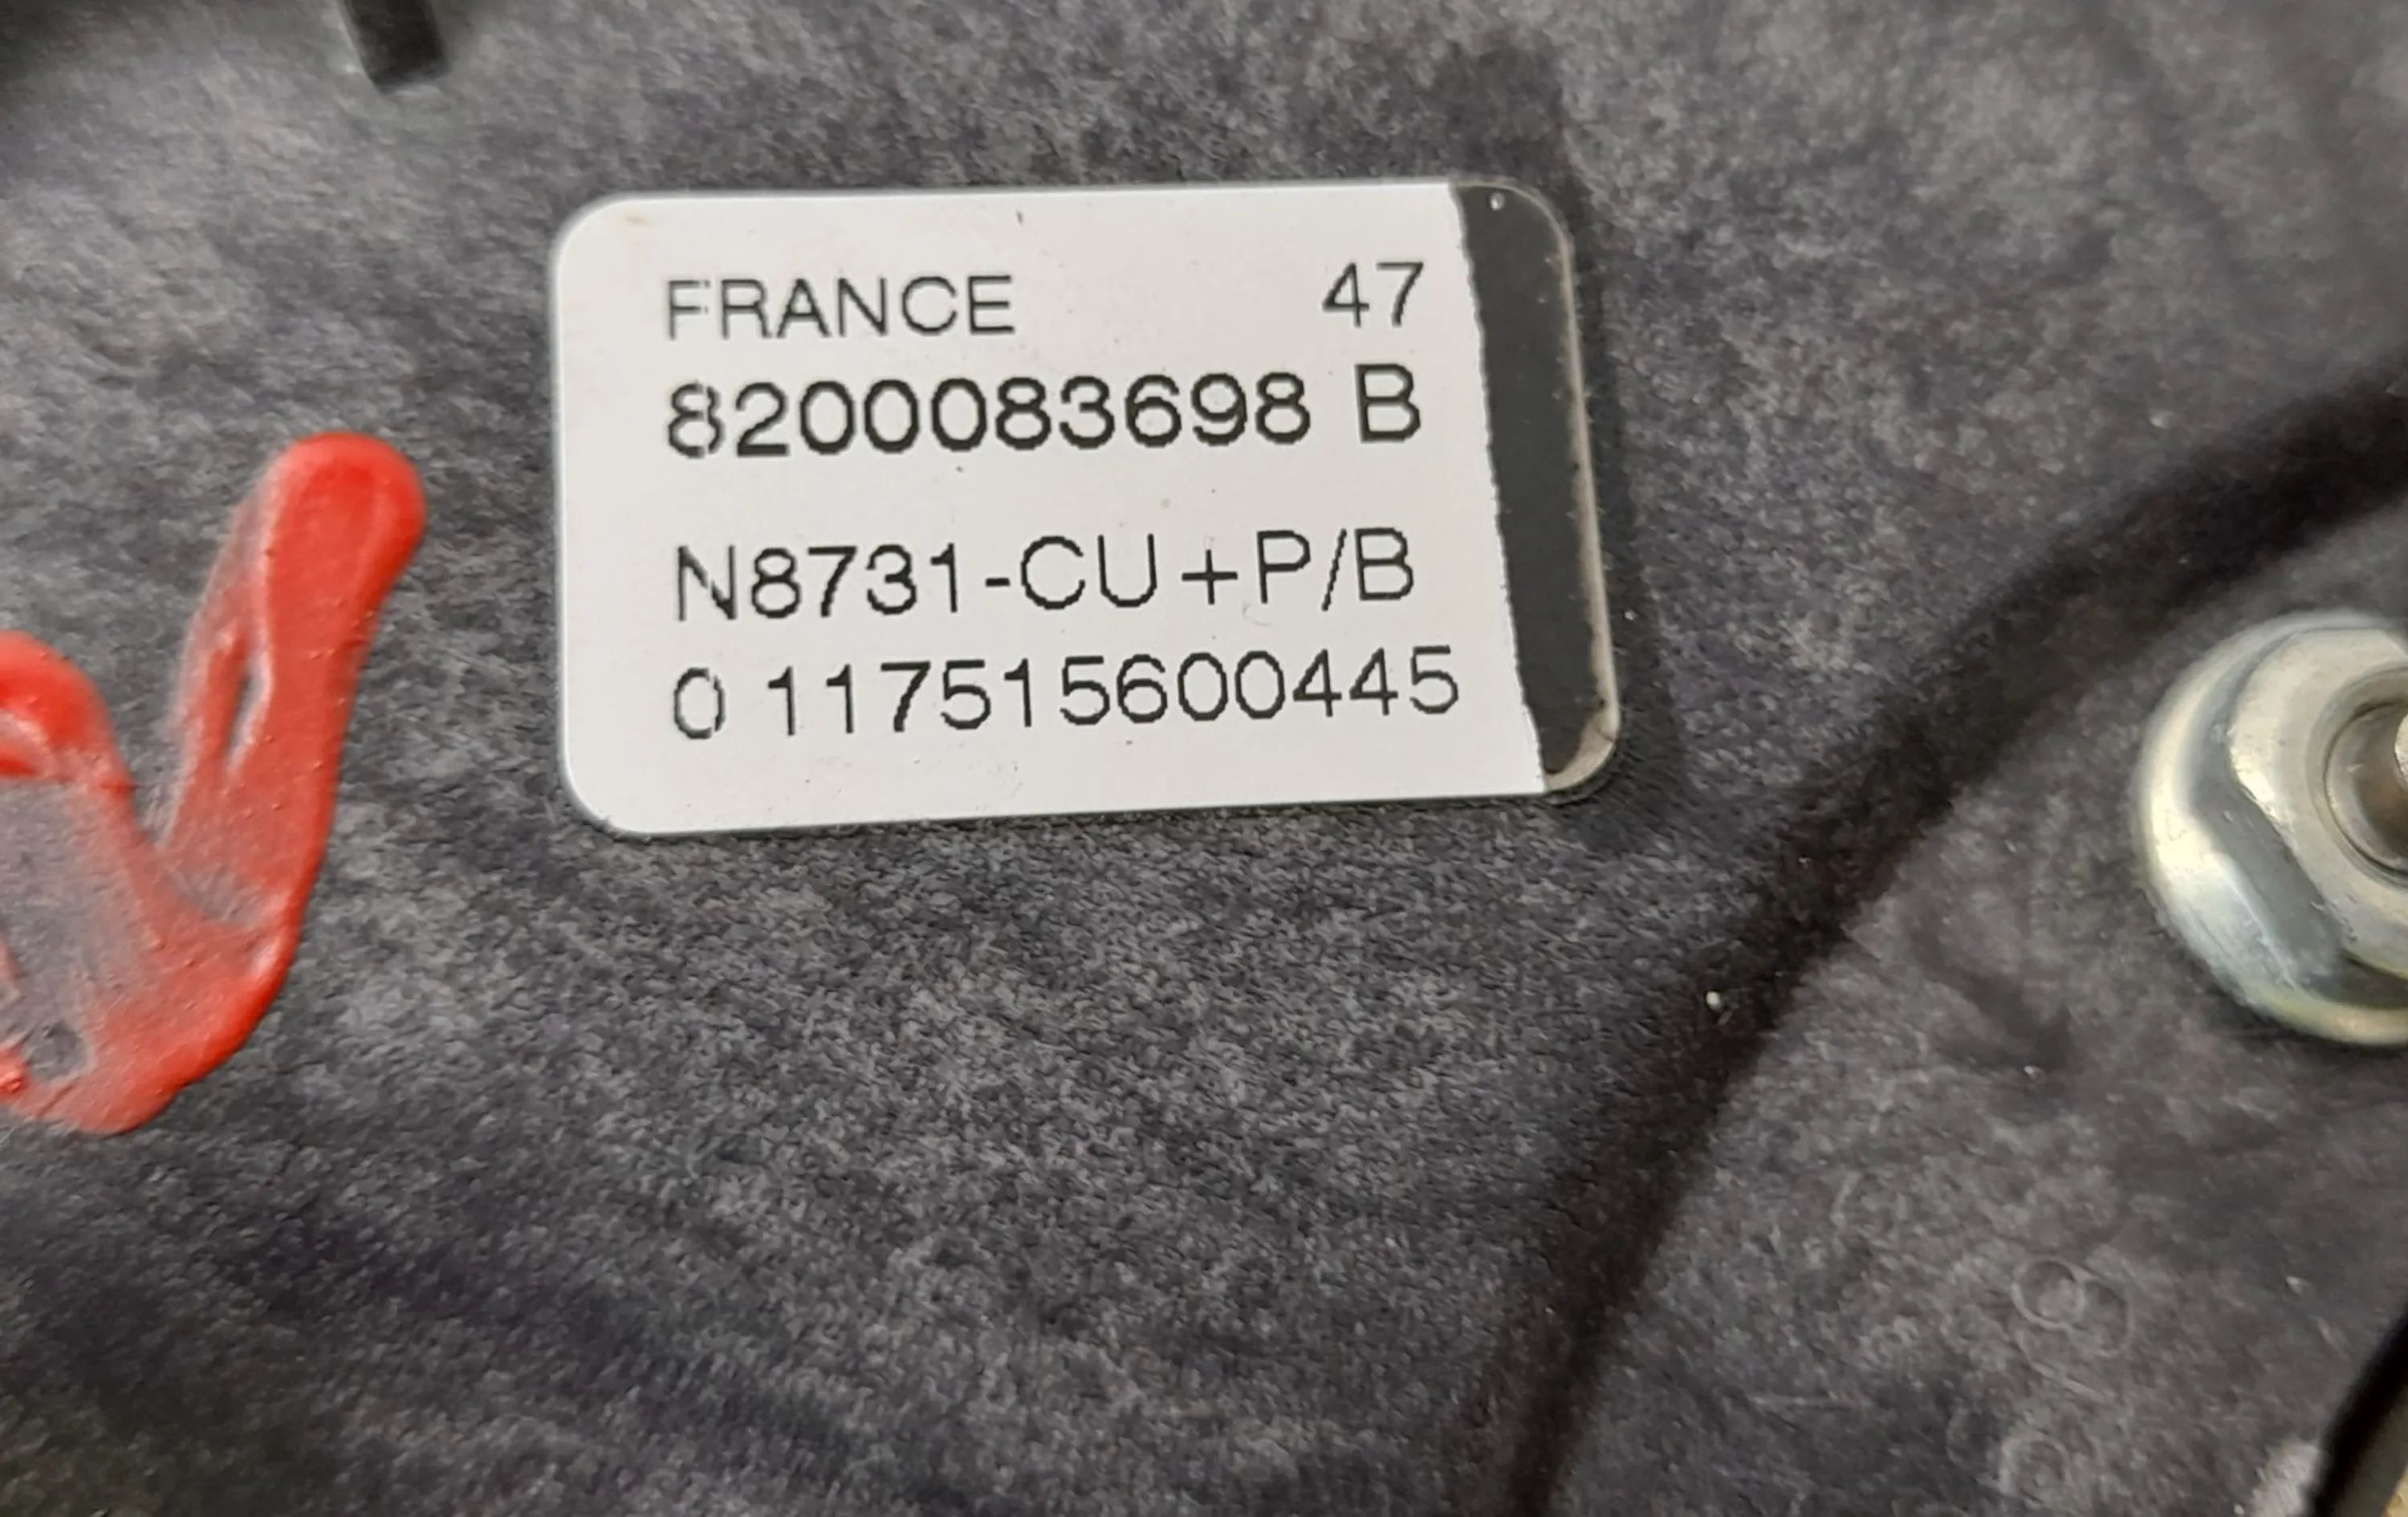 FRANCE 47
8200083698 B
N8731-CU+P/B
0 117515600445